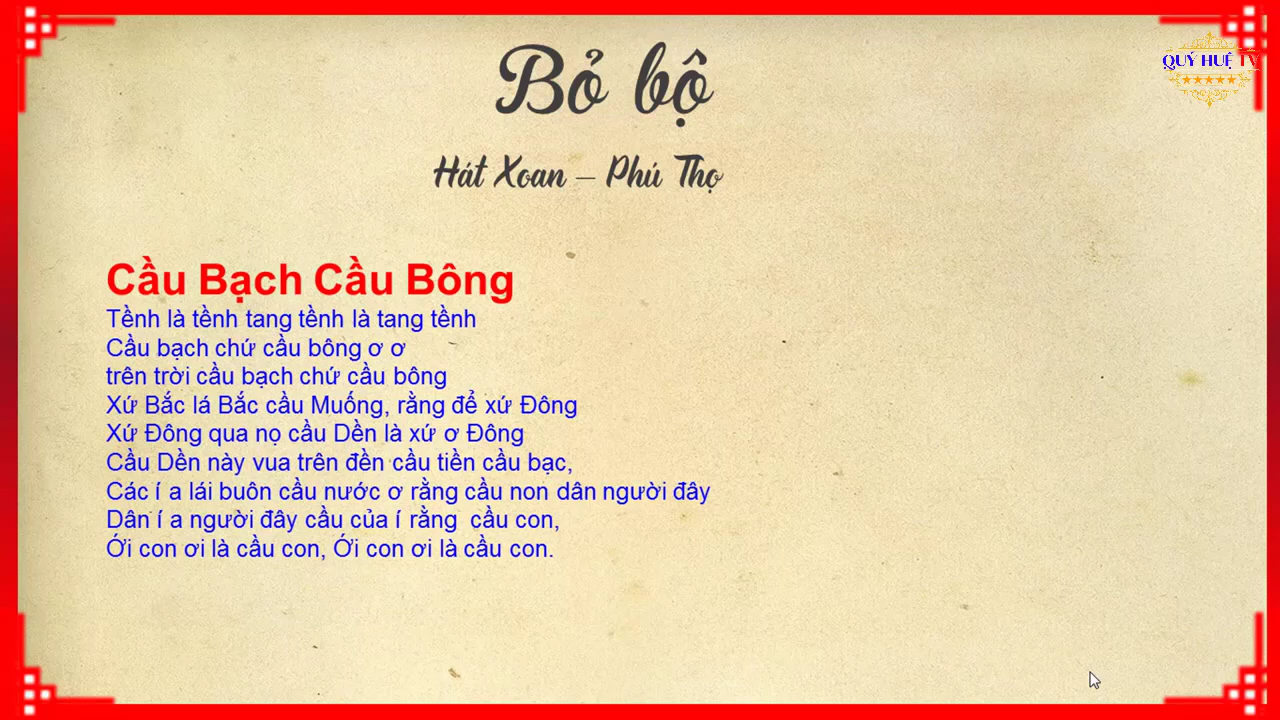 Bỏ bộ
QUÝ HUỆ TV
Hát Xoan – Phú Thọ
Cầu Bạch Cầu Bông
Tềnh là tềnh tang tềnh là tang tềnh
Cầu bạch chứ cầu bông ơ ơ
trên trời cầu bạch chứ cầu bông
Xứ Bắc lá Bắc cầu Muống, rằng để xứ Đông
Xứ Đông qua nọ cầu Dền là xứ ơ Đông
Cầu Dền này vua trên đền cầu tiền cầu bạc,
Các í a lái buôn cầu nước ơ rằng cầu non dân người đây
Dân í a người đây cầu của í rằng  cầu con,
Ới con ơi là cầu con, Ới con ơi là cầu con.